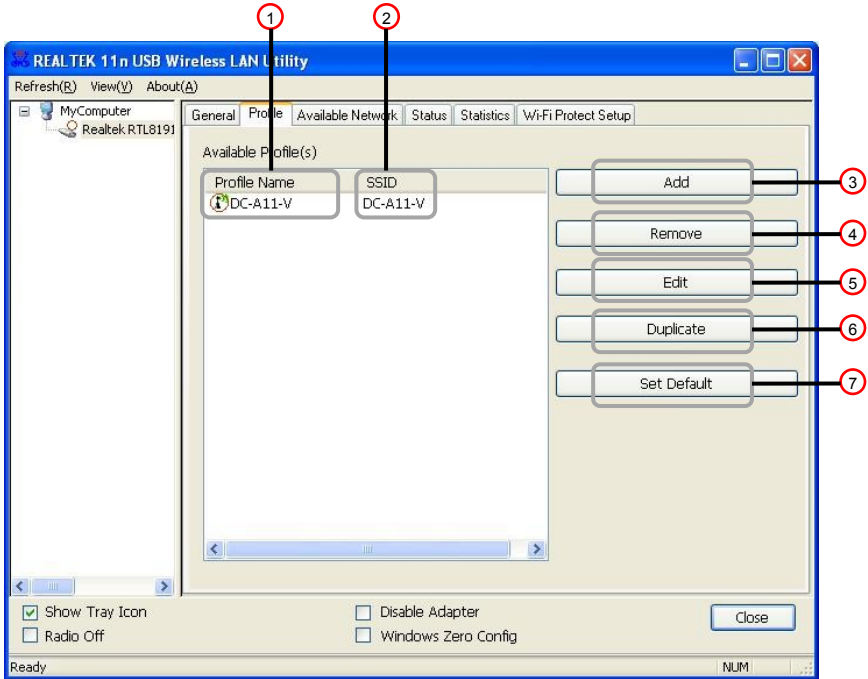 1 2
REALTEK 11n USB Wireless LAN Utility
Refresh(R) View(V) About(A)
MyComputer
Realtek RTL8191
General Profile Available Network Status Statistics Wi-Fi Protect Setup
Available Profile(s)
Profile Name SSID
DC-A11-V DC-A11-V
Add 3
Remove 4
Edit 5
Duplicate 6
Set Default 7
Show Tray Icon
Radio Off
Disable Adapter
Windows Zero Config
Close
Ready NUM